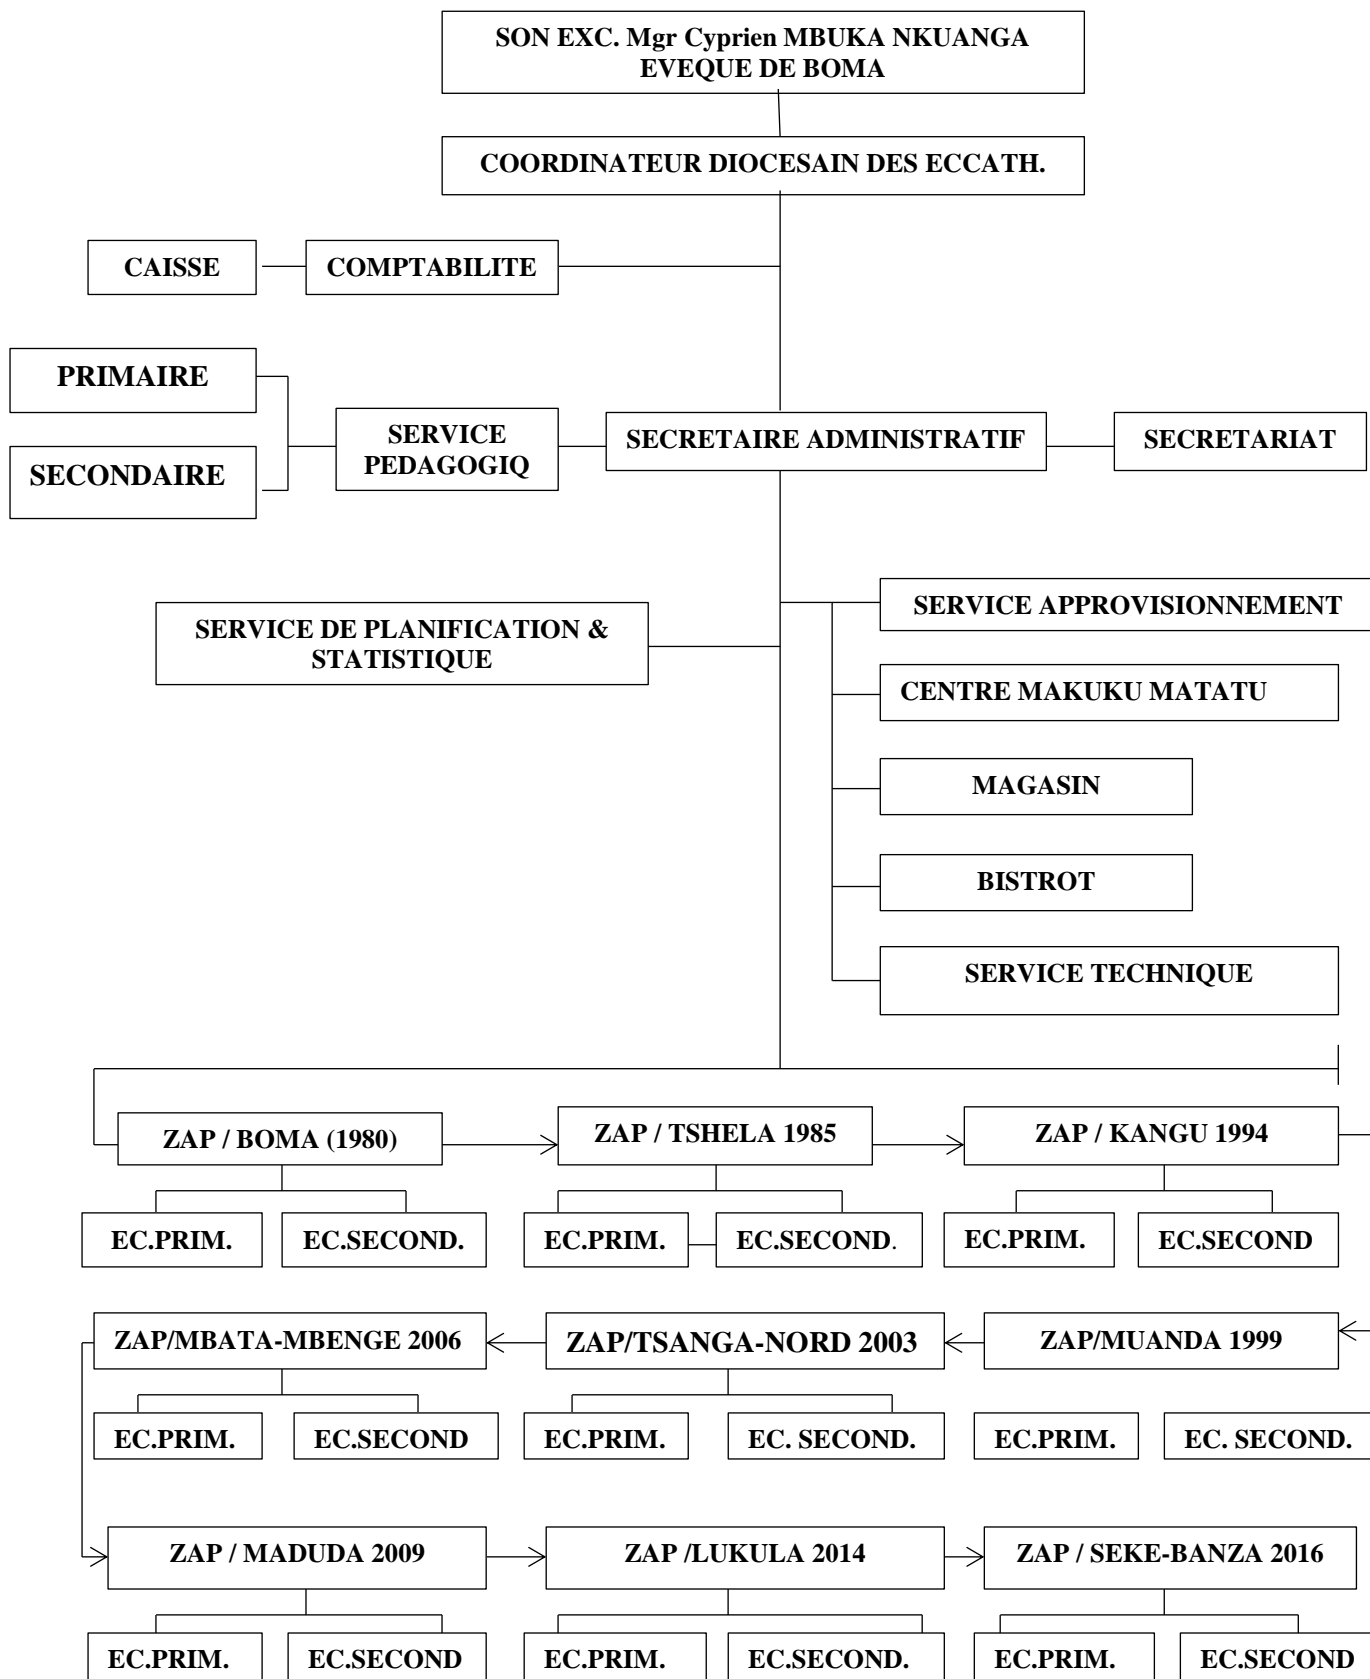 SON EXC. Mgr Cyprien MBUKA NKUANGA
EVEQUE DE BOMA
COORDINATEUR DIOCESAIN DES ECCATH.
CAISSE
COMPTABILITE
PRIMAIRE
SECONDAIRE
SERVICE
PEDAGOGIQ
SECRETAIRE ADMINISTRATIF
SECRETARIAT
SERVICE DE PLANIFICATION &
STATISTIQUE
SERVICE APPROVISIONNEMENT
CENTRE MAKUKU MATATU
MAGASIN
BISTROT
SERVICE TECHNIQUE
ZAP / BOMA (1980)
ZAP / TSHELA 1985
ZAP / KANGU 1994
EC.PRIM.
EC.SECOND.
EC.PRIM.
EC.SECOND.
EC.PRIM.
EC.SECOND
ZAP/MBATA-MBENGE 2006
ZAP/TSANGA-NORD 2003
ZAP/MUANDA 1999
EC.PRIM.
EC.SECOND
EC.PRIM.
EC. SECOND.
EC.PRIM.
EC. SECOND.
ZAP / MADUDA 2009
ZAP /LUKULA 2014
ZAP / SEKE-BANZA 2016
EC.PRIM.
EC.SECOND
EC.PRIM.
EC.SECOND.
EC.PRIM.
EC.SECOND